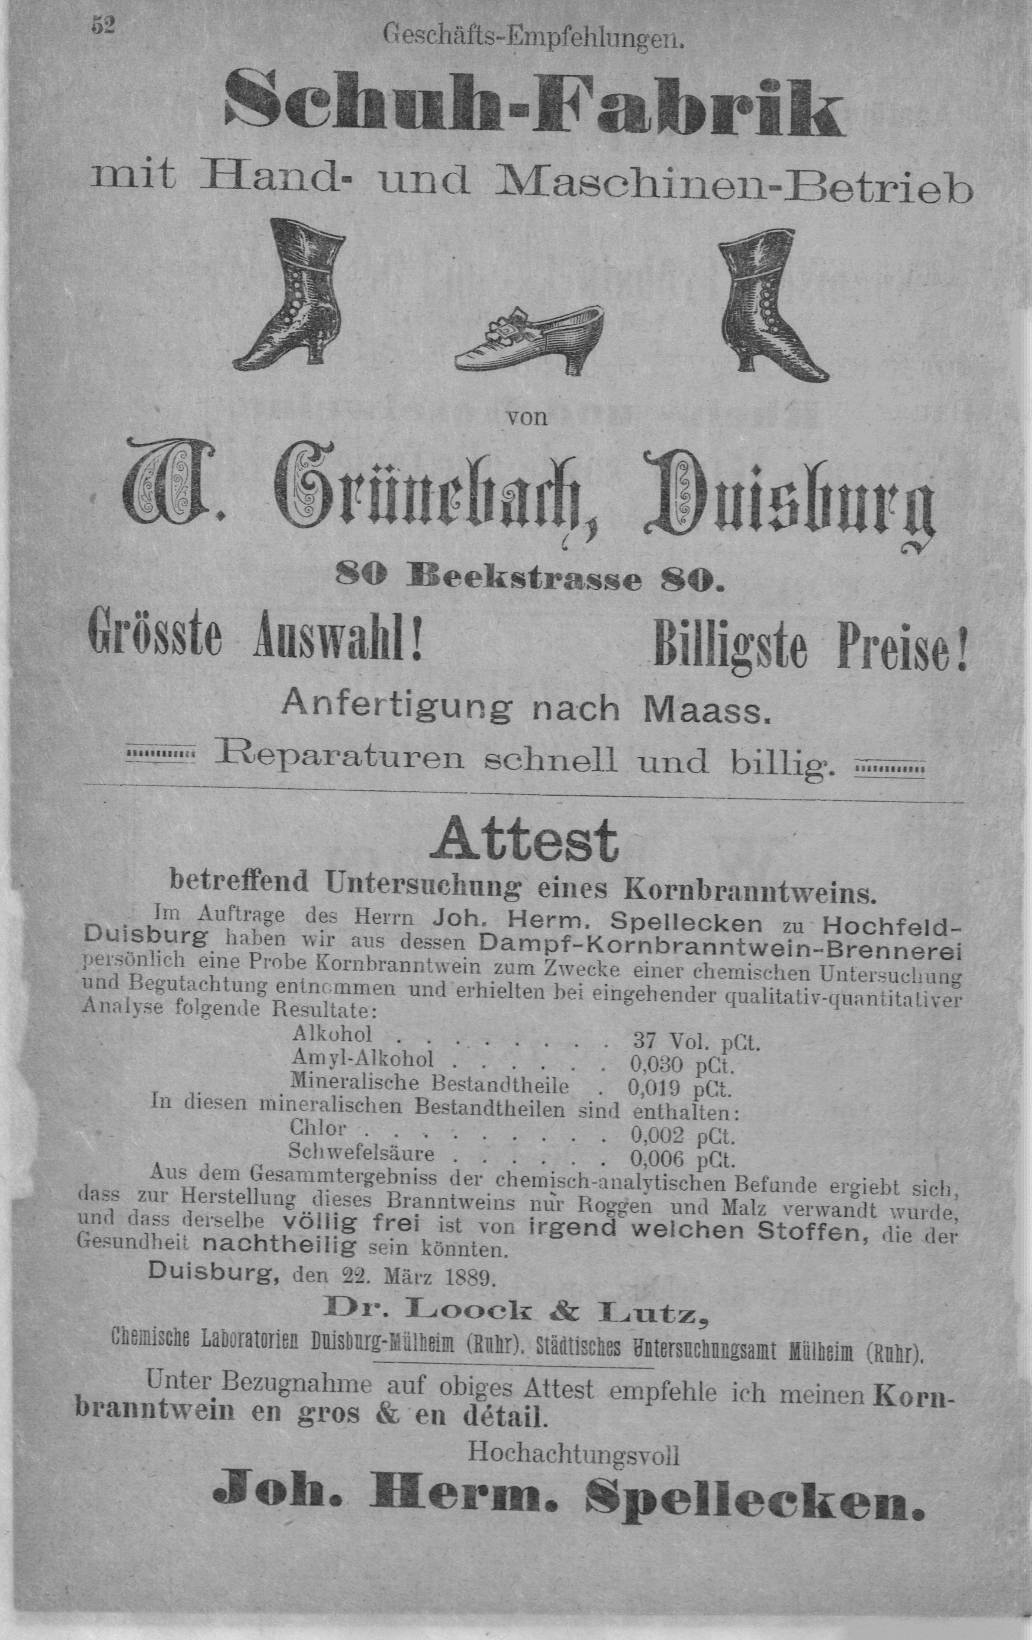 52
Geschäfts-Empfehlungen.
Schuh-Fabrik
mit Hand- und Maschinen-Betrieb
von
W. Grünebach, Duisburg
80 Beekstrasse 80.
Grösste Auswahl! Billigste Preise!
Anfertigung nach Maass.
Reparaturen schnell und billig.
Attest
betreffend Untersuchung eines Kornbranntweins.
Im Auftrage des Herrn Joh. Herm. Spellecken zu Hochfeld-
Duisburg haben wir aus dessen Dampf-Kornbranntwein-Brennerei
persönlich eine Probe Kornbranntwein zum Zwecke einer chemischen Untersuchung
und Begutachtung entnommen und erhielten bei eingehender qualitativ-quantitativer
Analyse folgende Resultate:
Alkohol . . . . . . . . 37 Vol. pCt.
Amyl-Alkohol . . . . . . 0,030 pCt.
Mineralische Bestandtheile . 0,019 pCt.
In diesen mineralischen Bestandtheilen sind enthalten:
Chlor . . . . . . . . . 0,002 pCt.
Schwefelsäure . . . . . . 0,006 pCt.
Aus dem Gesammtergebniss der chemisch-analytischen Befunde ergiebt sich,
dass zur Herstellung dieses Branntweins nur Roggen und Malz verwandt wurde,
und dass derselbe völlig frei ist von irgend welchen Stoffen, die der
Gesundheit nachtheilig sein könnten.
Duisburg, den 22. März 1889.
Dr. Loock & Lutz,
Chemische Laboratorien Duisburg-Mülheim (Ruhr). Städtisches Untersuchungsamt Mülheim (Ruhr).
Unter Bezugnahme auf obiges Attest empfehle ich meinen Korn-
branntwein en gros & en détail.
Hochachtungsvoll
Joh. Herm. Spellecken.